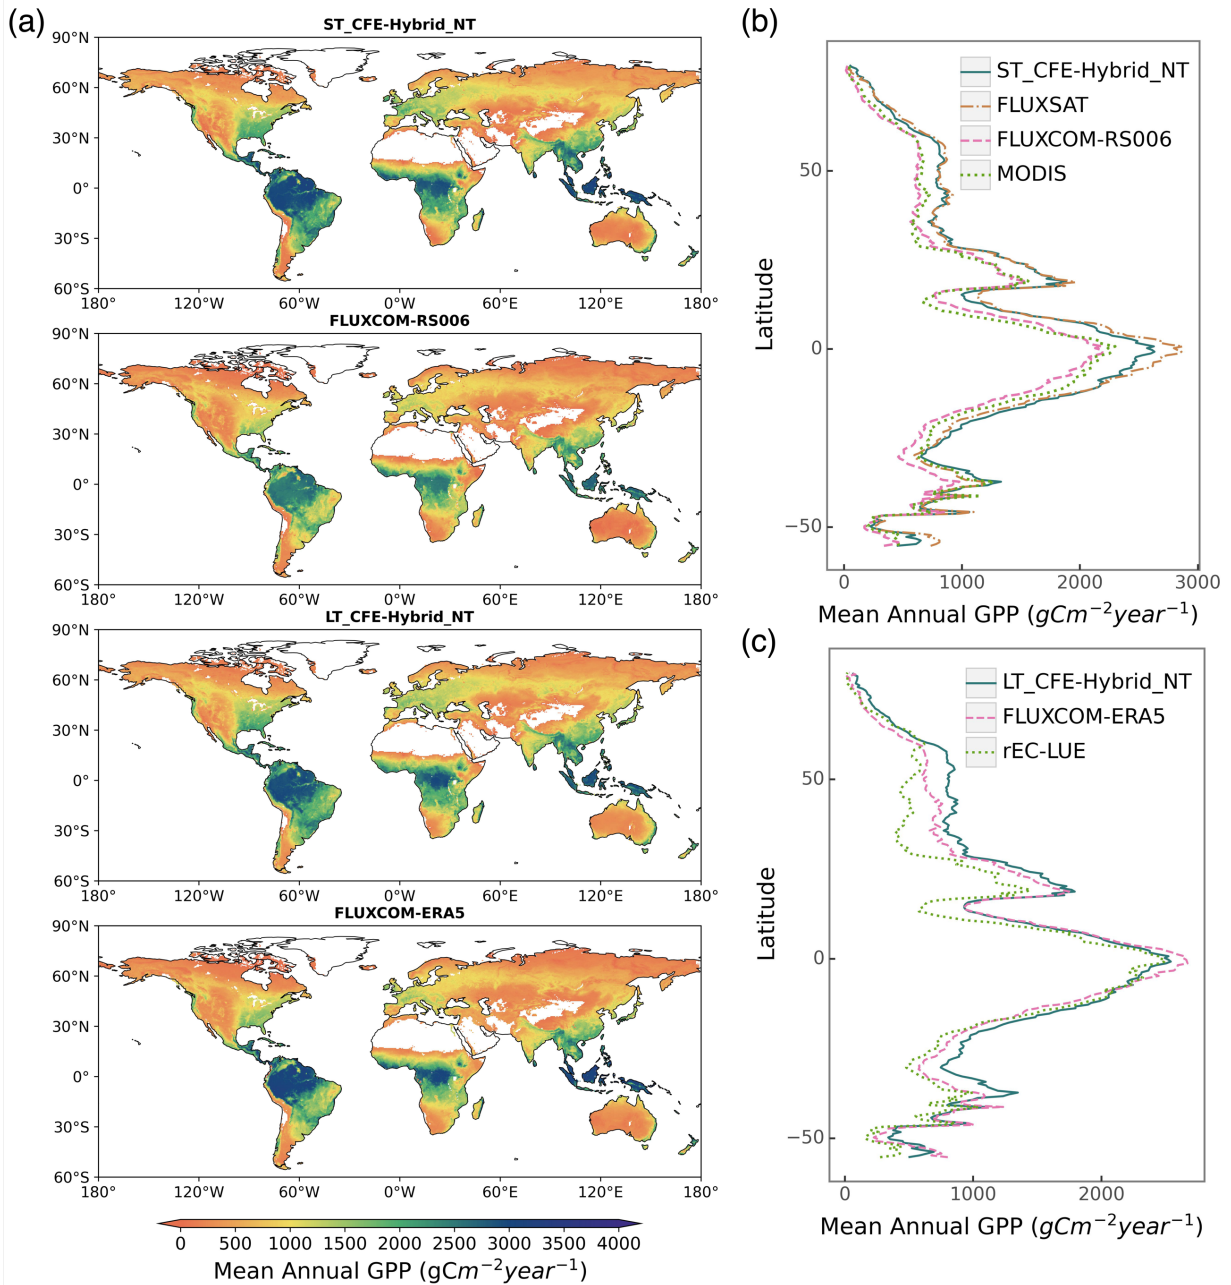 (a)
ST_CFE-Hybrid_NT
90°N
60°N
30°N
0°
30°S
60°S
180° 120°W 60°W 0°W 60°E 120°E 180°
FLUXCOM-RS006
90°N
60°N
30°N
0°
30°S
60°S
180° 120°W 60°W 0°W 60°E 120°E 180°
LT_CFE-Hybrid_NT
90°N
60°N
30°N
0°
30°S
60°S
180° 120°W 60°W 0°W 60°E 120°E 180°
FLUXCOM-ERA5
90°N
60°N
30°N
0°
30°S
60°S
180° 120°W 60°W 0°W 60°E 120°E 180°
0 500 1000 1500 2000 2500 3000 3500 4000
Mean Annual GPP (gCm⁻²year⁻¹)
(b)
ST_CFE-Hybrid_NT
FLUXSAT
FLUXCOM-RS006
MODIS
Latitude
50
0
−50
0 1000 2000 3000
Mean Annual GPP (gCm⁻²year⁻¹)
(c)
LT_CFE-Hybrid_NT
FLUXCOM-ERA5
rEC-LUE
Latitude
50
0
−50
0 1000 2000
Mean Annual GPP (gCm⁻²year⁻¹)